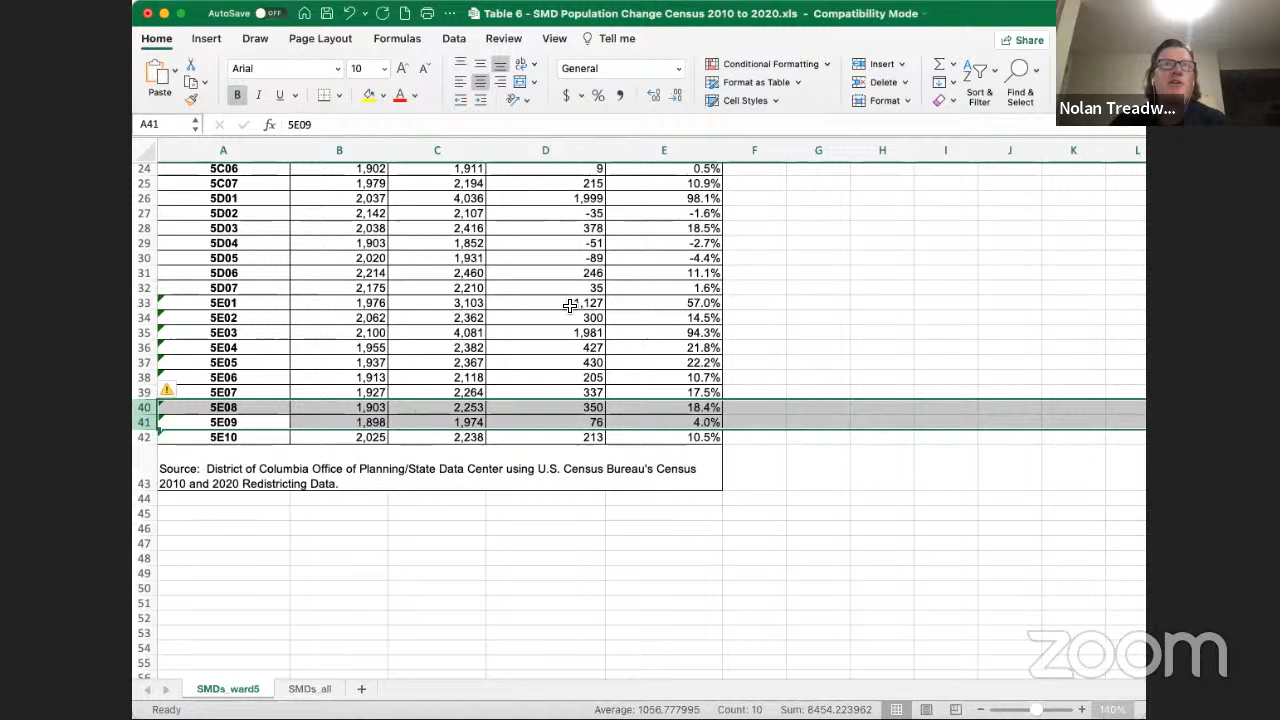 AutoSave OFF Table 6 - SMD Population Change Census 2010 to 2020.xls - Compatibility Mode
Home Insert Draw Page Layout Formulas Data Review View Tell me Share
Paste Arial 10 General Conditional Formatting Format as Table Cell Styles Insert Delete Format Sort & Filter Find & Select
B I U A $ %
Nolan Treadw...
A41 fx 5E09
A B C D E F G H I J K L
24 5C06 1,902 1,911 9 0.5%
25 5C07 1,979 2,194 215 10.9%
26 5D01 2,037 4,036 1,999 98.1%
27 5D02 2,142 2,107 -35 -1.6%
28 5D03 2,038 2,416 378 18.5%
29 5D04 1,903 1,852 -51 -2.7%
30 5D05 2,020 1,931 -89 -4.4%
31 5D06 2,214 2,460 246 11.1%
32 5D07 2,175 2,210 35 1.6%
33 5E01 1,976 3,103 1,127 57.0%
34 5E02 2,062 2,362 300 14.5%
35 5E03 2,100 4,081 1,981 94.3%
36 5E04 1,955 2,382 427 21.8%
37 5E05 1,937 2,367 430 22.2%
38 5E06 1,913 2,118 205 10.7%
39 5E07 1,927 2,264 337 17.5%
40 5E08 1,903 2,253 350 18.4%
41 5E09 1,898 1,974 76 4.0%
42 5E10 2,025 2,238 213 10.5%
Source: District of Columbia Office of Planning/State Data Center using U.S. Census Bureau's Census
43 2010 and 2020 Redistricting Data.
44
45
46
47
48
49
50
51
52
53
54
55
56
zoom
SMDs_ward5 SMDs_all
Ready Average: 1056.777995 Count: 10 Sum: 8454.223962 140%